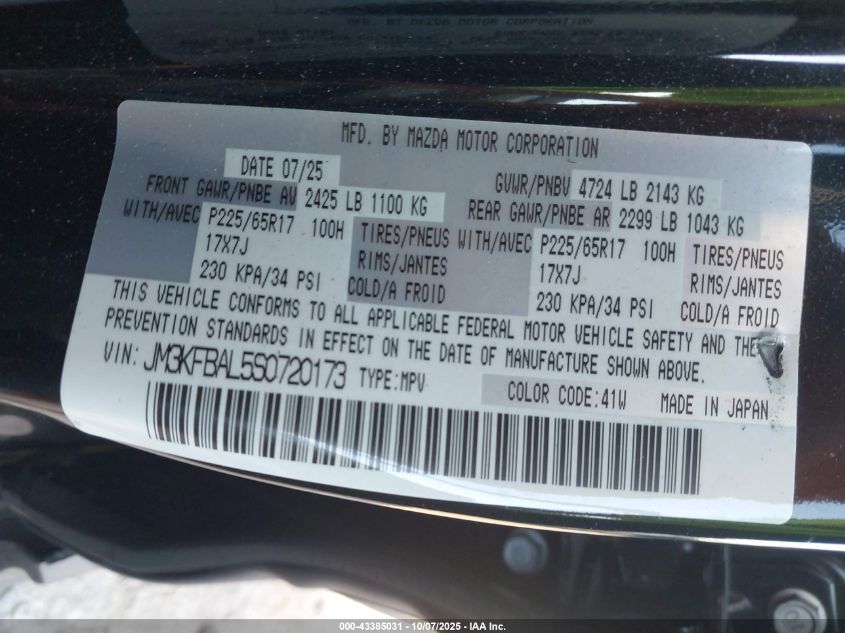 MFD. BY MAZDA MOTOR CORPORATION
DATE 07/25
GVWR/PNBV 4724 LB 2143 KG
FRONT GAWR/PNBE AV 2425 LB 1100 KG
REAR GAWR/PNBE AR 2299 LB 1043 KG
WITH/AVEC P225/65R17 100H TIRES/PNEUS WITH/AVEC P225/65R17 100H TIRES/PNEUS
17X7J RIMS/JANTES 17X7J RIMS/JANTES
230 KPA/34 PSI COLD/A FROID 230 KPA/34 PSI COLD/A FROID
THIS VEHICLE CONFORMS TO ALL APPLICABLE FEDERAL MOTOR VEHICLE SAFETY AND THEFT
PREVENTION STANDARDS IN EFFECT ON THE DATE OF MANUFACTURE SHOWN ABOVE.
VIN: JM3KFBAL5S0720173 TYPE:MPV COLOR CODE:41W MADE IN JAPAN
000-43385031 - 10/07/2025 - IAA Inc.